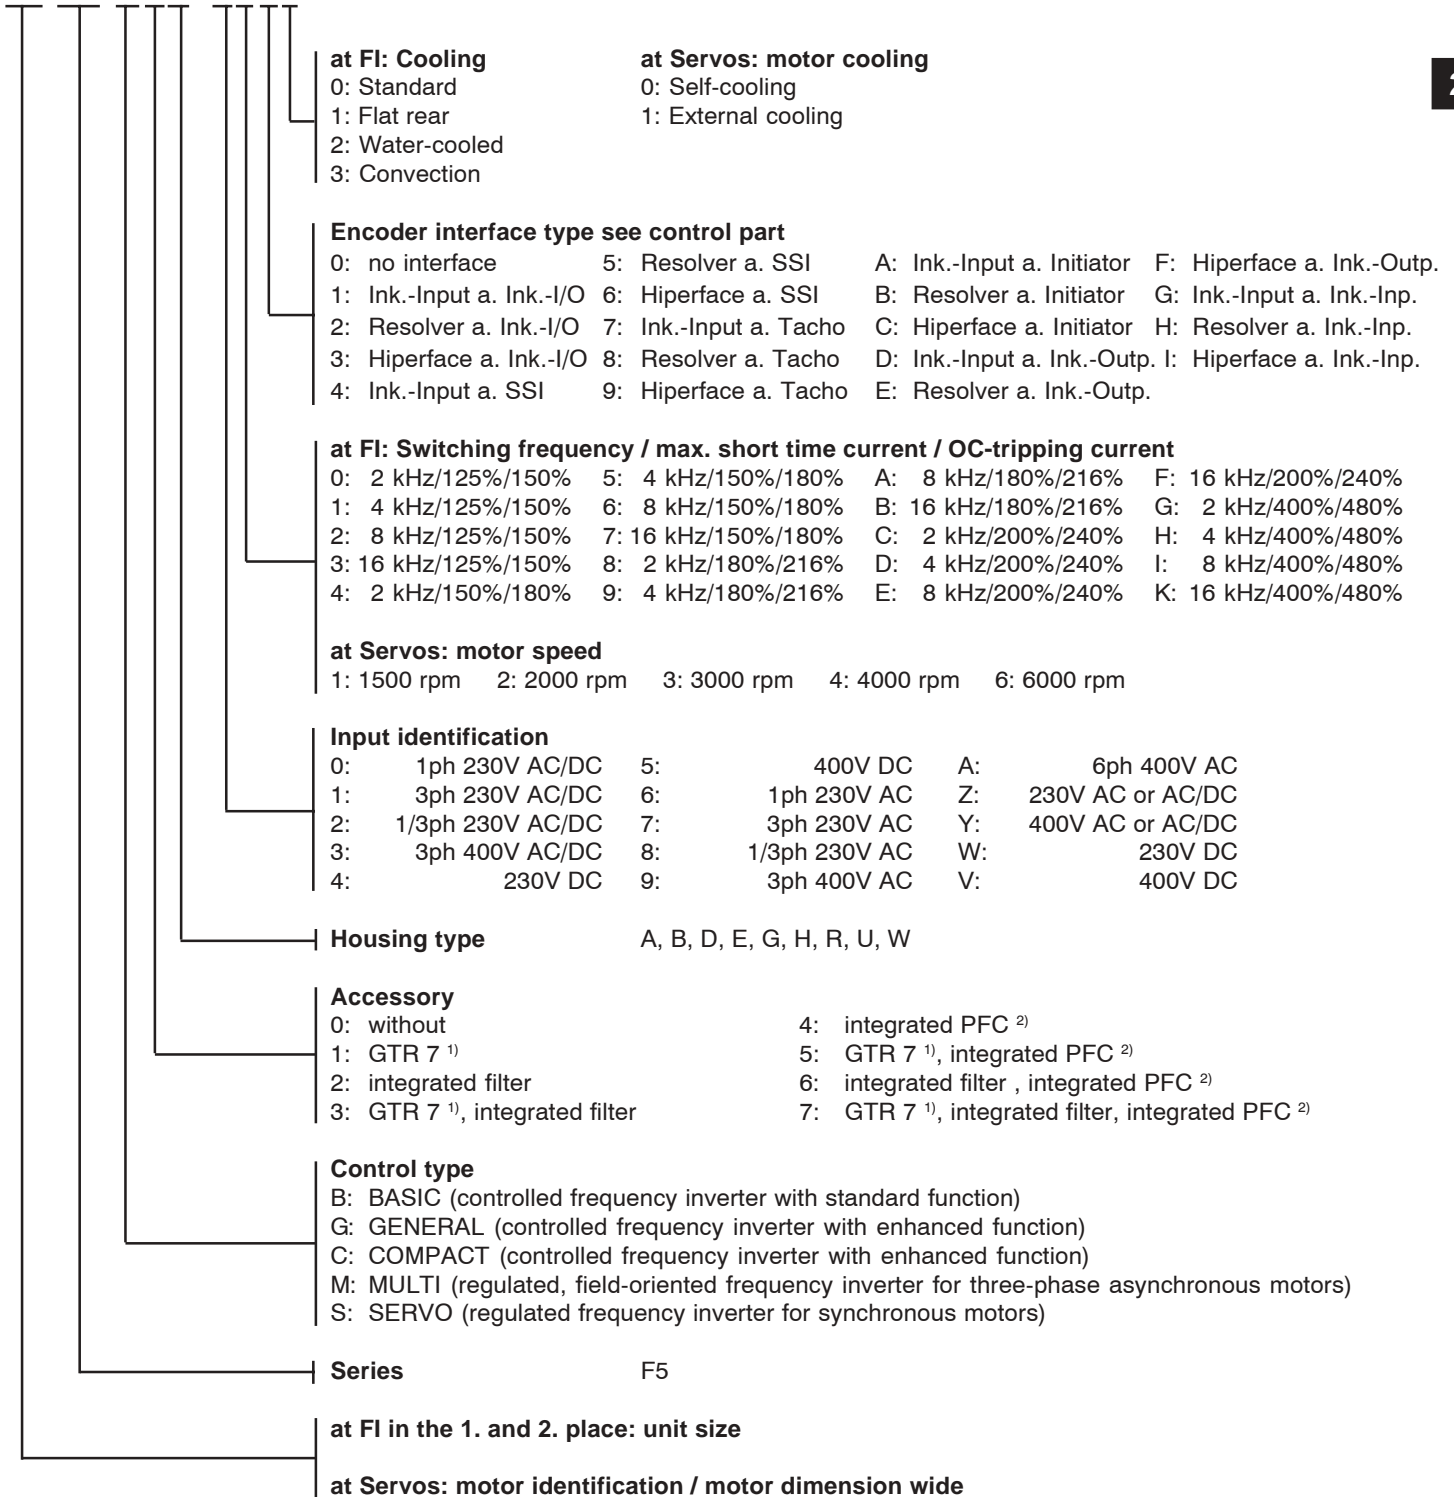 at FI: Cooling at Servos: motor cooling
0: Standard 0: Self-cooling
1: Flat rear 1: External cooling
2: Water-cooled
3: Convection
Encoder interface type see control part
0: no interface 5: Resolver a. SSI A: Ink.-Input a. Initiator F: Hiperface a. Ink.-Outp.
1: Ink.-Input a. Ink.-I/O 6: Hiperface a. SSI B: Resolver a. Initiator G: Ink.-Input a. Ink.-Inp.
2: Resolver a. Ink.-I/O 7: Ink.-Input a. Tacho C: Hiperface a. Initiator H: Resolver a. Ink.-Inp.
3: Hiperface a. Ink.-I/O 8: Resolver a. Tacho D: Ink.-Input a. Ink.-Outp. I: Hiperface a. Ink.-Inp.
4: Ink.-Input a. SSI 9: Hiperface a. Tacho E: Resolver a. Ink.-Outp.
at FI: Switching frequency / max. short time current / OC-tripping current
0: 2 kHz/125%/150% 5: 4 kHz/150%/180% A: 8 kHz/180%/216% F: 16 kHz/200%/240%
1: 4 kHz/125%/150% 6: 8 kHz/150%/180% B: 16 kHz/180%/216% G: 2 kHz/400%/480%
2: 8 kHz/125%/150% 7: 16 kHz/150%/180% C: 2 kHz/200%/240% H: 4 kHz/400%/480%
3: 16 kHz/125%/150% 8: 2 kHz/180%/216% D: 4 kHz/200%/240% I: 8 kHz/400%/480%
4: 2 kHz/150%/180% 9: 4 kHz/180%/216% E: 8 kHz/200%/240% K: 16 kHz/400%/480%
at Servos: motor speed
1: 1500 rpm 2: 2000 rpm 3: 3000 rpm 4: 4000 rpm 6: 6000 rpm
Input identification
0: 1ph 230V AC/DC 5: 400V DC A: 6ph 400V AC
1: 3ph 230V AC/DC 6: 1ph 230V AC Z: 230V AC or AC/DC
2: 1/3ph 230V AC/DC 7: 3ph 230V AC Y: 400V AC or AC/DC
3: 3ph 400V AC/DC 8: 1/3ph 230V AC W: 230V DC
4: 230V DC 9: 3ph 400V AC V: 400V DC
Housing type A, B, D, E, G, H, R, U, W
Accessory
0: without 4: integrated PFC 2)
1: GTR 7 1) 5: GTR 7 1), integrated PFC 2)
2: integrated filter 6: integrated filter , integrated PFC 2)
3: GTR 7 1), integrated filter 7: GTR 7 1), integrated filter, integrated PFC 2)
Control type
B: BASIC (controlled frequency inverter with standard function)
G: GENERAL (controlled frequency inverter with enhanced function)
C: COMPACT (controlled frequency inverter with enhanced function)
M: MULTI (regulated, field-oriented frequency inverter for three-phase asynchronous motors)
S: SERVO (regulated frequency inverter for synchronous motors)
Series F5
at FI in the 1. and 2. place: unit size
at Servos: motor identification / motor dimension wide